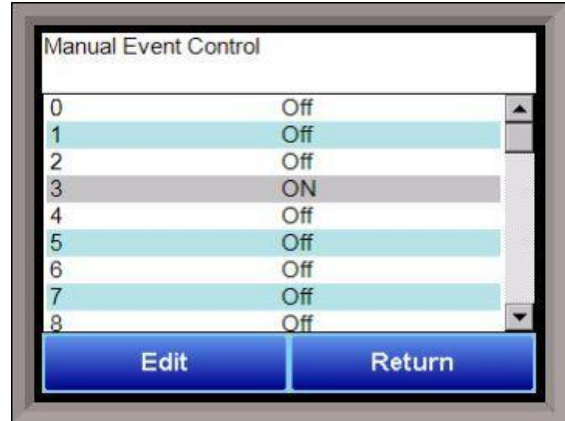 Manual Event Control
0 Off
1 Off
2 Off
3 ON
4 Off
5 Off
6 Off
7 Off
8 Off
Edit Return